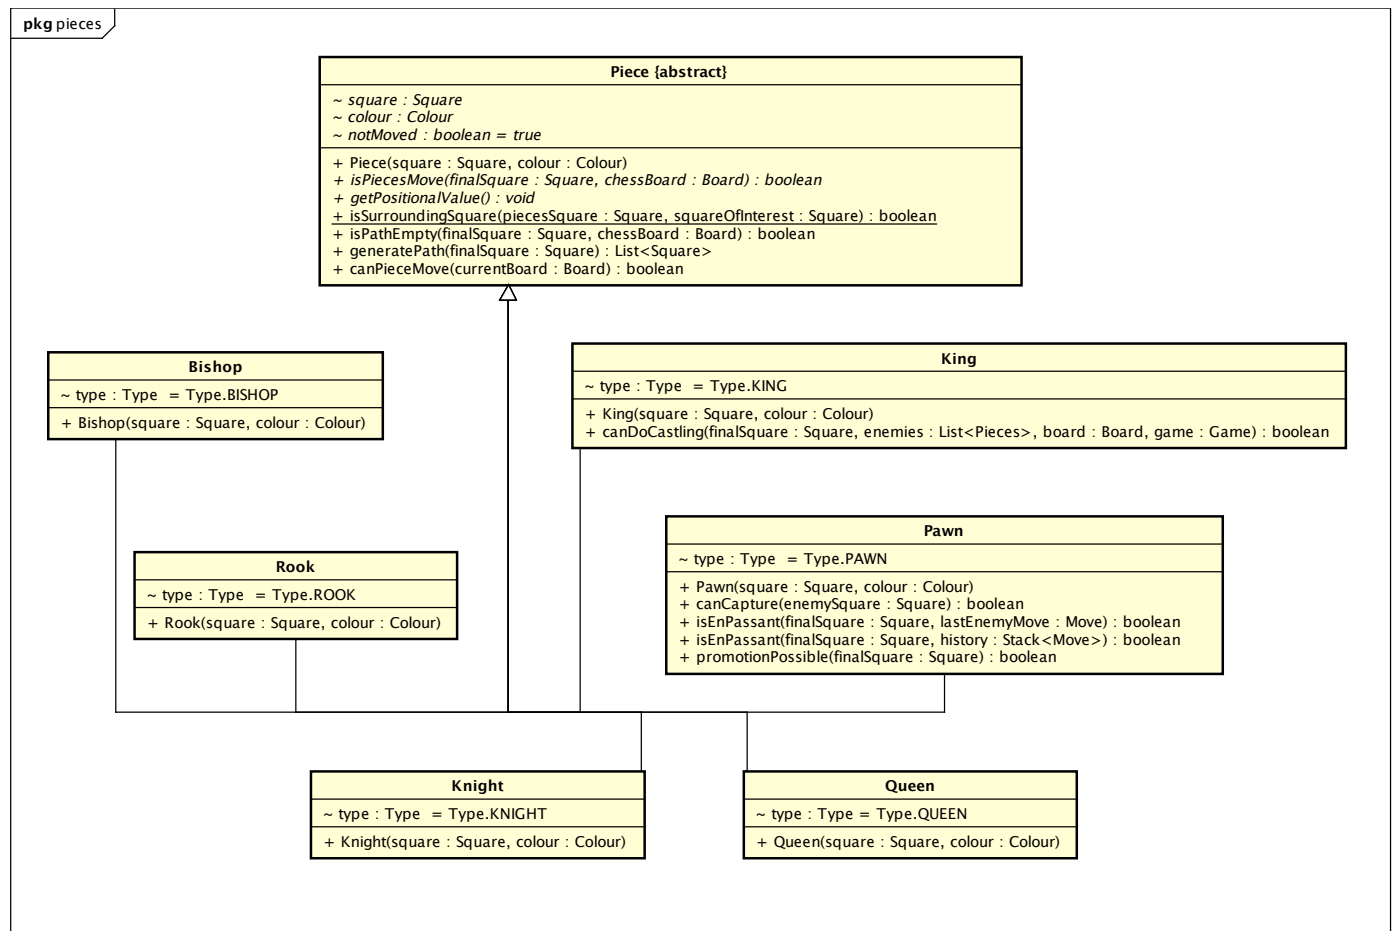 pkg pieces
Piece {abstract}
~ square : Square
~ colour : Colour
~ notMoved : boolean = true
+ Piece(square : Square, colour : Colour)
+ isPiecesMove(finalSquare : Square, chessBoard : Board) : boolean
+ getPositionalValue() : void
+ isSurroundingSquare(piecesSquare : Square, squareOfInterest : Square) : boolean
+ isPathEmpty(finalSquare : Square, chessBoard : Board) : boolean
+ generatePath(finalSquare : Square) : List<Square>
+ canPieceMove(currentBoard : Board) : boolean
Bishop
~ type : Type = Type.BISHOP
+ Bishop(square : Square, colour : Colour)
King
~ type : Type = Type.KING
+ King(square : Square, colour : Colour)
+ canDoCastling(finalSquare : Square, enemies : List<Pieces>, board : Board, game : Game) : boolean
Rook
~ type : Type = Type.ROOK
+ Rook(square : Square, colour : Colour)
Pawn
~ type : Type = Type.PAWN
+ Pawn(square : Square, colour : Colour)
+ canCapture(enemySquare : Square) : boolean
+ isEnPassant(finalSquare : Square, lastEnemyMove : Move) : boolean
+ isEnPassant(finalSquare : Square, history : Stack<Move>) : boolean
+ promotionPossible(finalSquare : Square) : boolean
Knight
~ type : Type = Type.KNIGHT
+ Knight(square : Square, colour : Colour)
Queen
~ type : Type = Type.QUEEN
+ Queen(square : Square, colour : Colour)